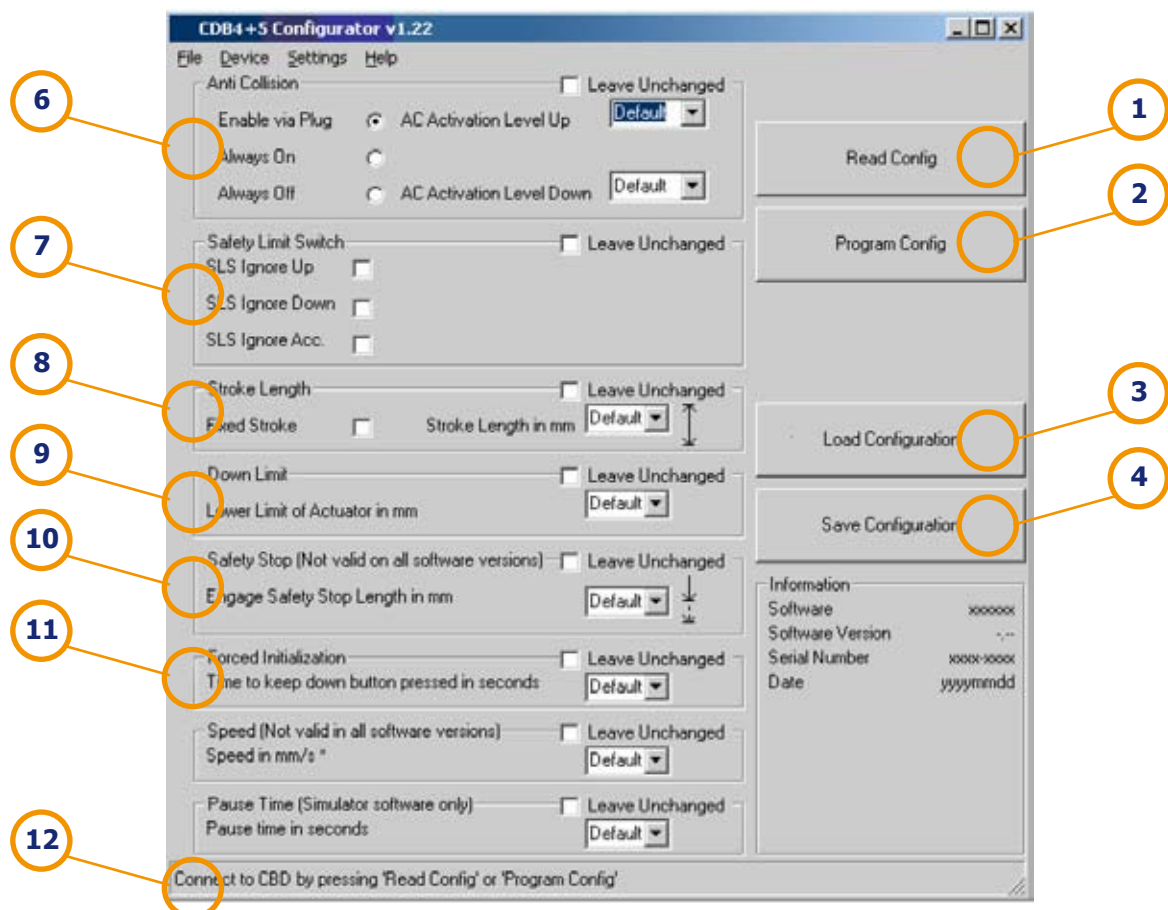 CDB4+5 Configurator v1.22
File Device Settings Help
Anti Collision
Leave Unchanged
Enable via Plug
AC Activation Level Up
Default
Always On
Always Off
AC Activation Level Down
Default
Safety Limit Switch
Leave Unchanged
SLS Ignore Up
SLS Ignore Down
SLS Ignore Acc.
Stroke Length
Leave Unchanged
Fixed Stroke
Stroke Length in mm
Default
Down Limit
Leave Unchanged
Lower Limit of Actuator in mm
Default
Safety Stop (Not valid on all software versions)
Leave Unchanged
Engage Safety Stop Length in mm
Default
Forced Initialization
Leave Unchanged
Time to keep down button pressed in seconds
Default
Speed (Not valid in all software versions)
Leave Unchanged
Speed in mm/s *
Default
Pause Time (Simulator software only)
Leave Unchanged
Pause time in seconds
Default
Read Config
Program Config
Load Configuration
Save Configuration
Information
Software xxxxxx
Software Version -.--
Serial Number xxxx-xxxx
Date yyyymmdd
Connect to CBD by pressing 'Read Config' or 'Program Config'
6
7
8
9
10
11
12
1
2
3
4